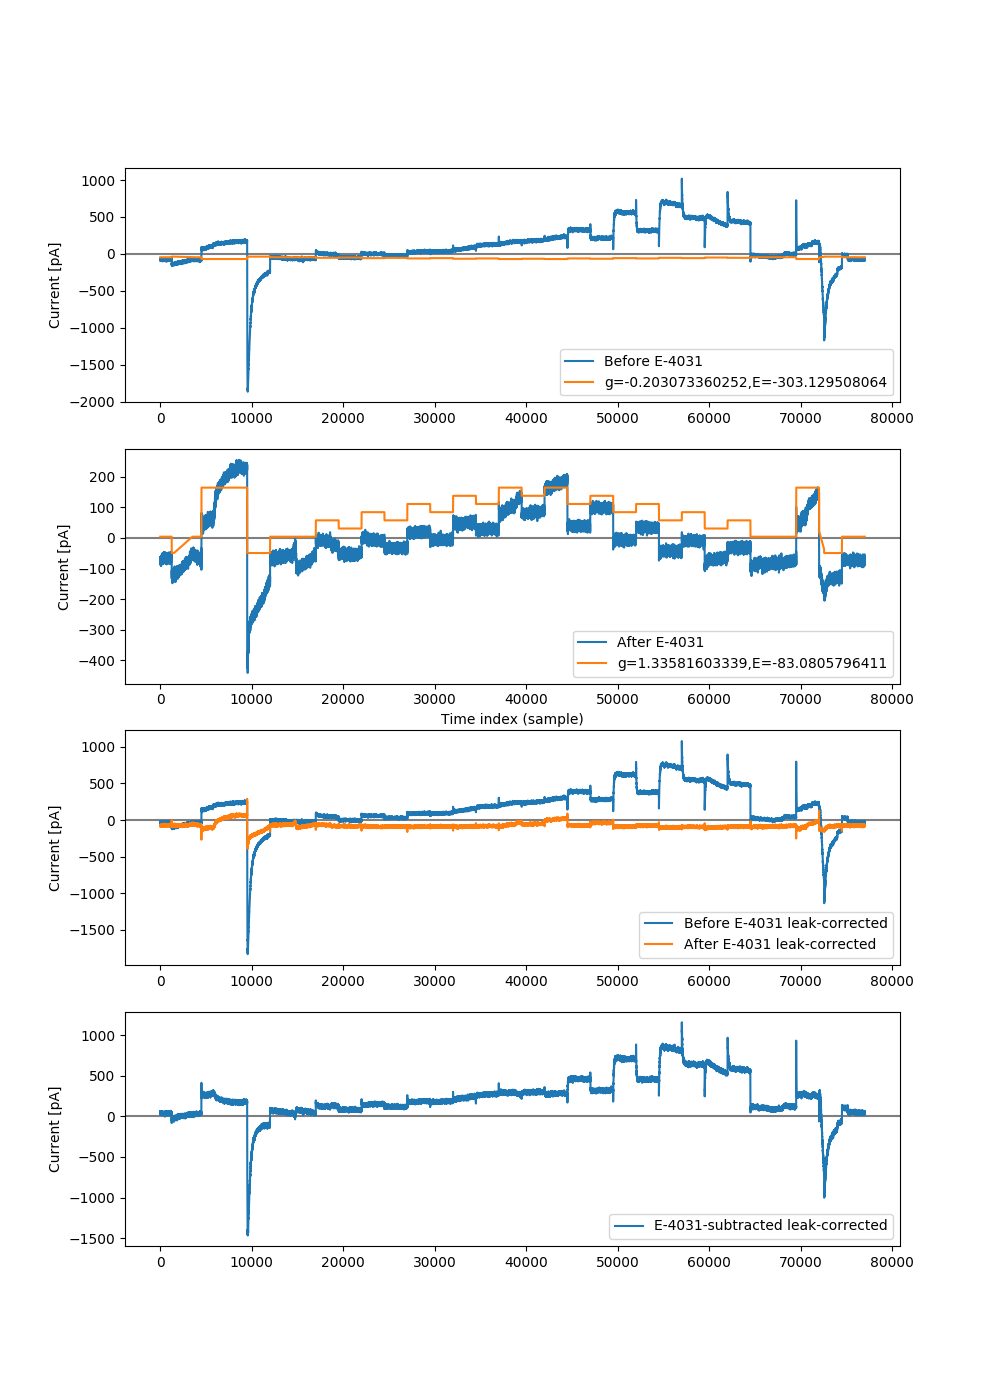 1000
500
0
−500
−1000
−1500
−2000
Current [pA]
Before E-4031
g=-0.203073360252,E=-303.129508064
0 10000 20000 30000 40000 50000 60000 70000 80000
200
100
0
−100
−200
−300
−400
Current [pA]
After E-4031
g=1.33581603339,E=-83.0805796411
0 10000 20000 30000 40000 50000 60000 70000 80000
Time index (sample)
1000
500
0
−500
−1000
−1500
Current [pA]
Before E-4031 leak-corrected
After E-4031 leak-corrected
0 10000 20000 30000 40000 50000 60000 70000 80000
1000
500
0
−500
−1000
−1500
Current [pA]
E-4031-subtracted leak-corrected
0 10000 20000 30000 40000 50000 60000 70000 80000